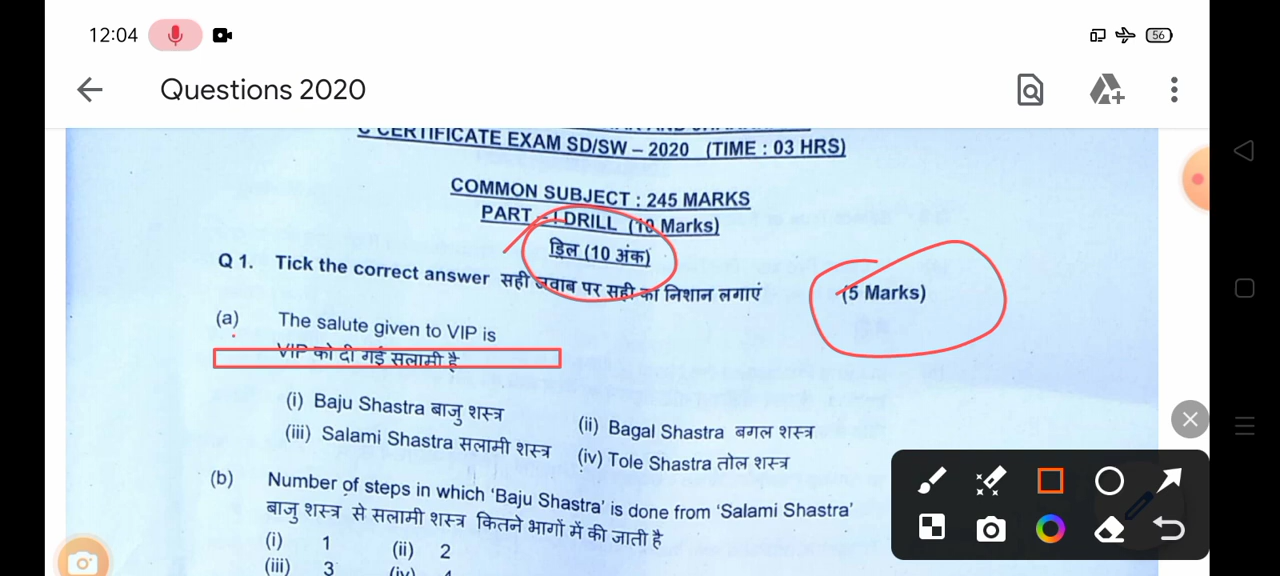 12:04
56
Questions 2020
C CERTIFICATE EXAM SD/SW – 2020 (TIME : 03 HRS)
COMMON SUBJECT : 245 MARKS
PART – I DRILL (10 Marks)
ड्रिल (10 अंक)
Q 1. Tick the correct answer सही जवाब पर सही का निशान लगाएं (5 Marks)
(a) The salute given to VIP is
VIP को दी गई सलामी है
(i) Baju Shastra बाजु शस्त्र (ii) Bagal Shastra बगल शस्त्र
(iii) Salami Shastra सलामी शस्त्र (iv) Tole Shastra तोल शस्त्र
(b) Number of steps in which ‘Baju Shastra’ is done from ‘Salami Shastra’
बाजु शस्त्र से सलामी शस्त्र कितने भागों में की जाती है
(i) 1 (ii) 2
(iii) 3 (iv) 4